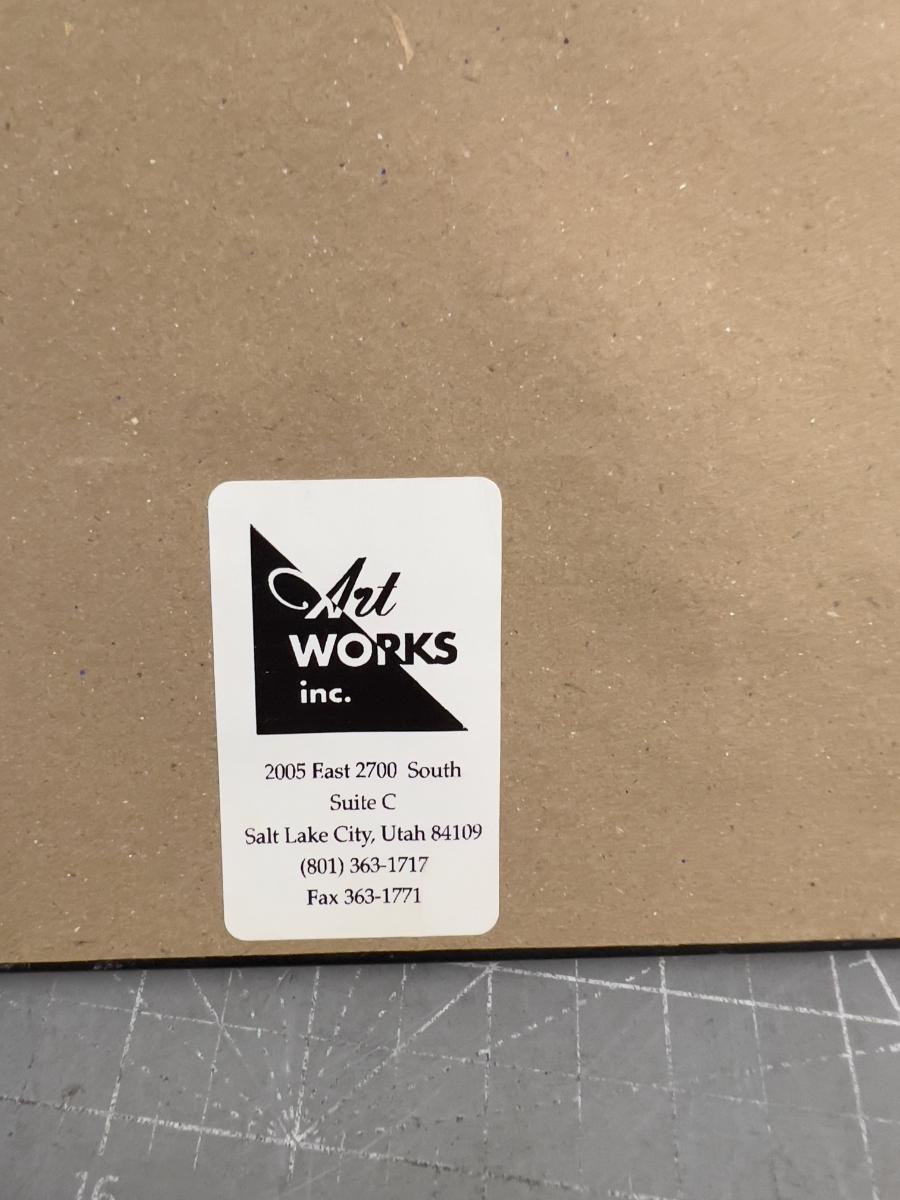 Art
WORKS
inc.
2005 East 2700 South
Suite C
Salt Lake City, Utah 84109
(801) 363-1717
Fax 363-1771